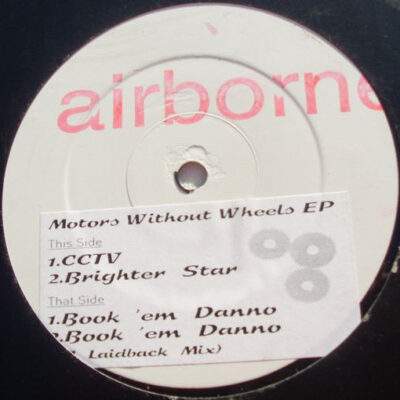 airborne
Motors Without Wheels EP
This Side
1.CCTV
2.Brighter Star
That Side
1.Book 'em Danno
2.Book 'em Danno
Laidback Mix)